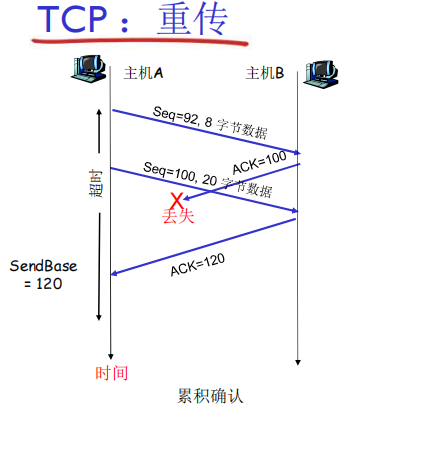 TCP：重传
主机A
主机B
Seq=92, 8 字节数据
ACK=100
Seq=100, 20 字节数据
超时
X
丢失
SendBase
= 120
ACK=120
时间
累积确认